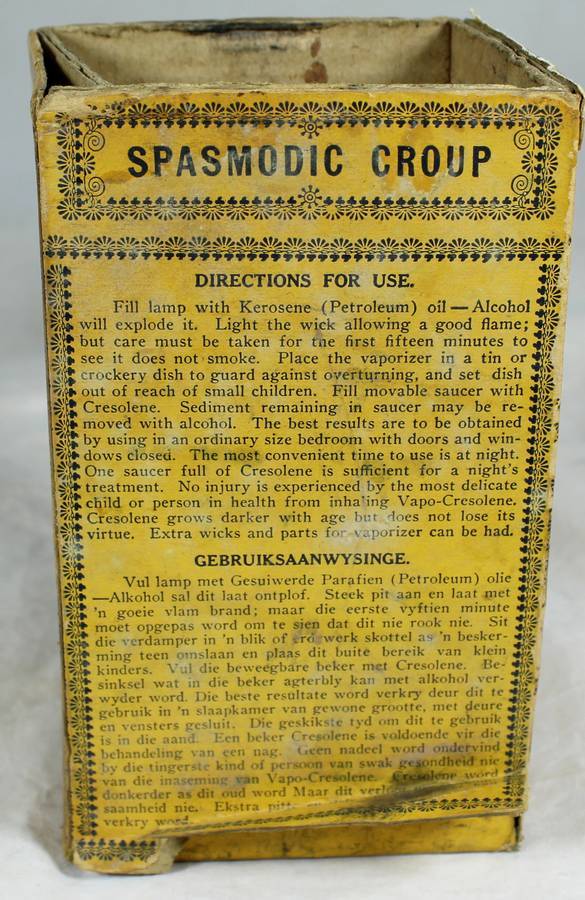 SPASMODIC CROUP
DIRECTIONS FOR USE.
Fill lamp with Kerosene (Petroleum) oil — Alcohol
will explode it. Light the wick allowing a good flame;
but care must be taken for the first fifteen minutes to
see it does not smoke. Place the vaporizer in a tin or
crockery dish to guard against overturning, and set dish
out of reach of small children. Fill movable saucer with
Cresolene. Sediment remaining in saucer may be re-
moved with alcohol. The best results are to be obtained
by using in an ordinary size bedroom with doors and win-
dows closed. The most convenient time to use is at night.
One saucer full of Cresolene is sufficient for a night's
treatment. No injury is experienced by the most delicate
child or person in health from inha'ing Vapo-Cresolene.
Cresolene grows darker with age but does not lose its
virtue. Extra wicks and parts for vaporizer can be had.
GEBRUIKSAANWYSINGE.
Vul lamp met Gesuiwerde Parafien (Petroleum) olie
—Alkohol sal dit laat ontplof. Steek pit aan en laat met
'n goeie vlam brand; maar die eerste vyftien minute
moet opgepas word om te sien dat dit nie rook nie. Sit
die verdamper in 'n blik of erdewerk skottel as 'n besker-
ming teen omslaan en plaas dit buite bereik van klein
kinders. Vul die beweegbare beker met Cresolene. Be-
sinksel wat in die beker agterbly kan met alkohol ver-
wyder word. Die beste resultate word verkry deur dit te
gebruik in 'n slaapkamer van gewone grootte, met deure
en vensters gesluit. Die geskikste tyd om dit te gebruik
is in die aand. Een beker Cresolene is voldoende vir die
behandeling van een nag. Geen nadeel word ondervind
by die tingerste kind of persoon van swak gesondheid nie
van die inaseming van Vapo-Cresolene. Cresolene word
donkerder as dit oud word Maar dit
saamheid nie. Ekstra
verkry word.